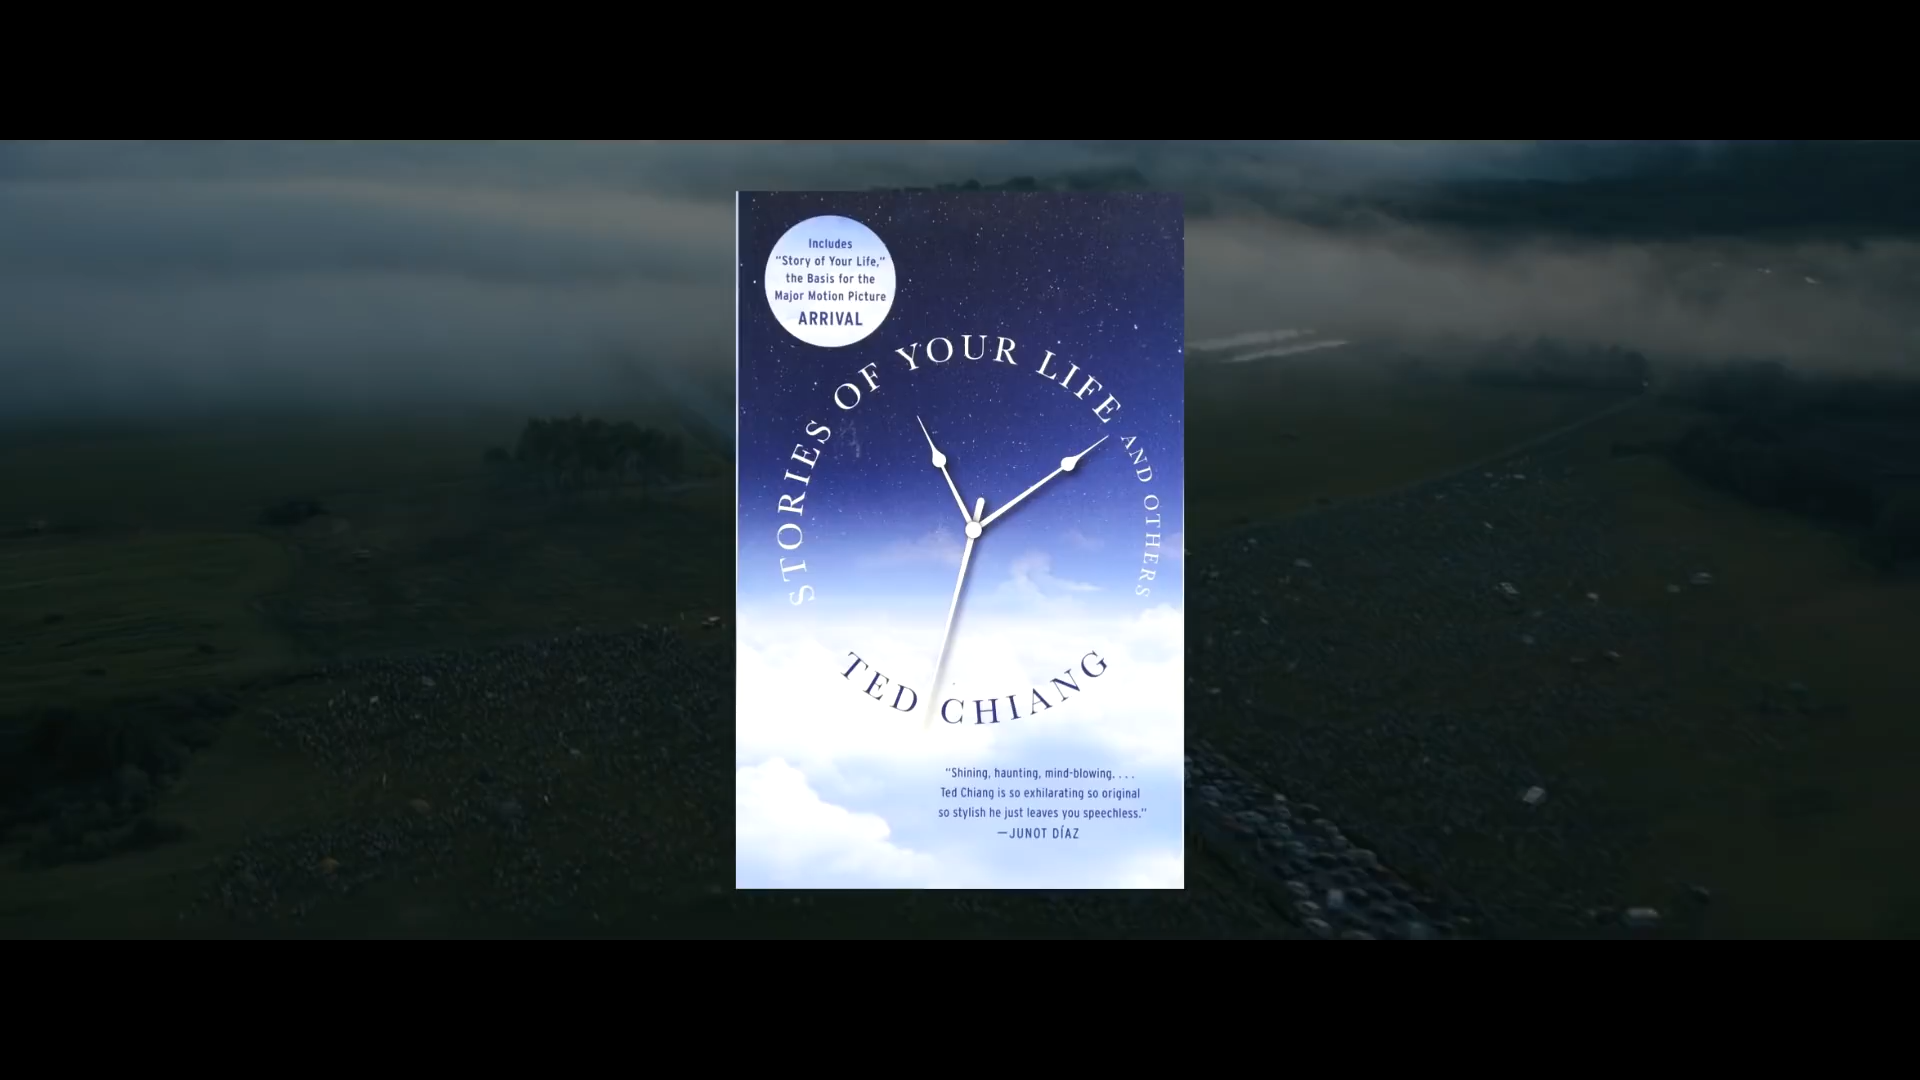 Includes
“Story of Your Life,”
the Basis for the
Major Motion Picture
ARRIVAL
STORIES OF YOUR LIFE AND OTHERS
TED CHIANG
“Shining, haunting, mind-blowing. . . .
Ted Chiang is so exhilarating so original
so stylish he just leaves you speechless.”
—JUNOT DÍAZ